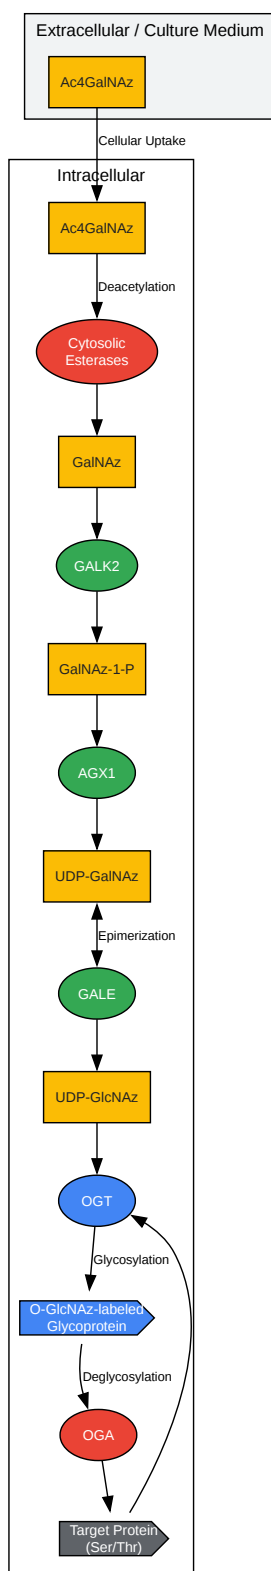 Extracellular / Culture Medium
Ac4GalNAz
Cellular Uptake
Intracellular
Ac4GalNAz
Deacetylation
Cytosolic
Esterases
GalNAz
GALK2
GalNAz-1-P
AGX1
UDP-GalNAz
Epimerization
GALE
UDP-GlcNAz
OGT
Glycosylation
O-GlcNAz-labeled
Glycoprotein
Deglycosylation
OGA
Target Protein
(Ser/Thr)